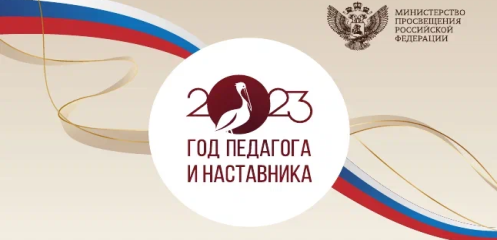 МИНИСТЕРСТВО
ПРОСВЕЩЕНИЯ
РОССИЙСКОЙ
ФЕДЕРАЦИИ
2023
ГОД ПЕДАГОГА
И НАСТАВНИКА